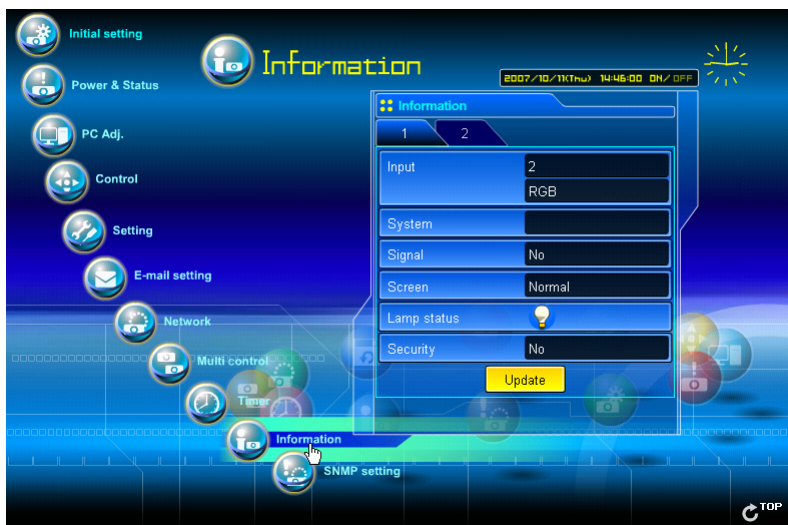 Initial setting
Power & Status
PC Adj.
Control
Setting
E-mail setting
Network
Multi control
Timer
Information
SNMP setting
Information
2007/10/11(Thu) 14:46:00 ON/OFF
Information
1 2
Input 2
RGB
System
Signal No
Screen Normal
Lamp status
Security No
Update
TOP